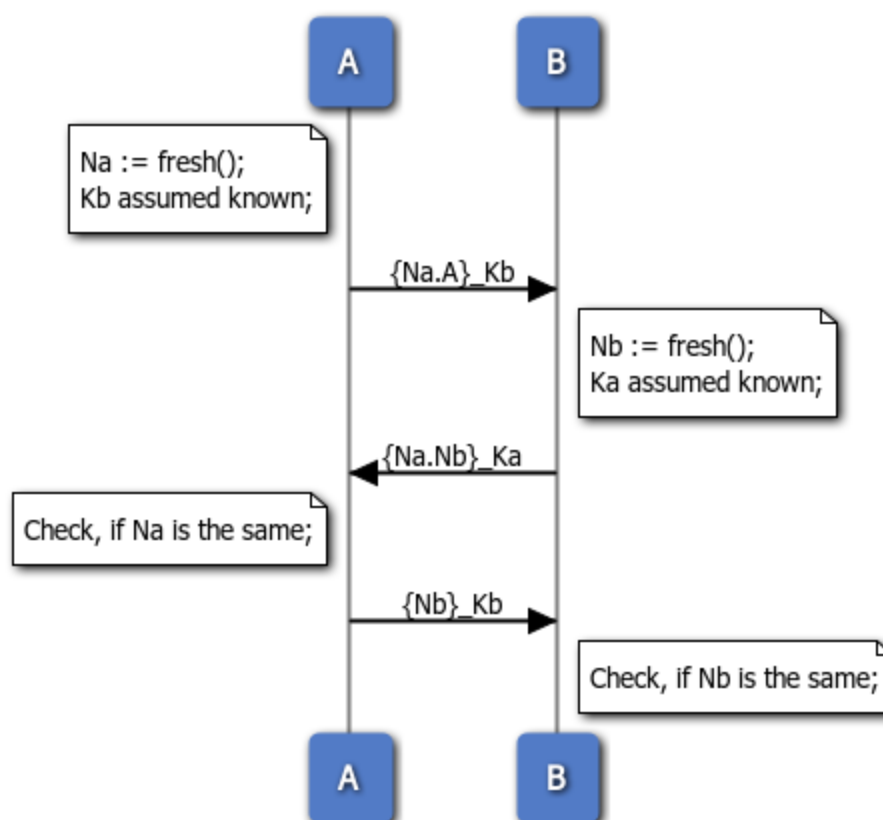 A
B
Na := fresh();
Kb assumed known;
{Na.A}_Kb
Nb := fresh();
Ka assumed known;
{Na.Nb}_Ka
Check, if Na is the same;
{Nb}_Kb
Check, if Nb is the same;
A
B